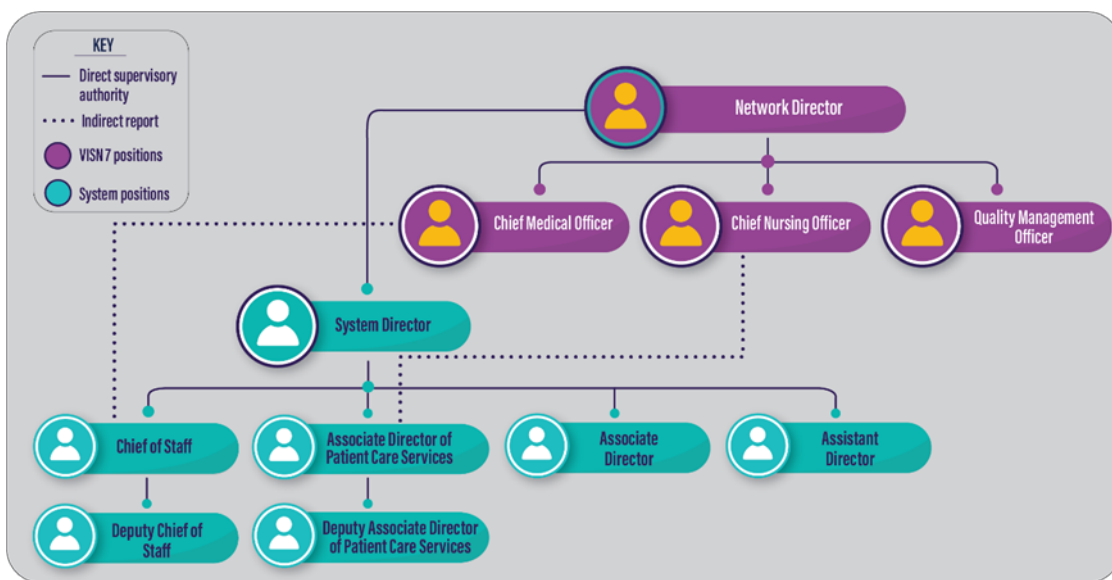 KEY
Direct supervisory
authority
Indirect report
VISN 7 positions
System positions
Network Director
Chief Medical Officer
Chief Nursing Officer
Quality Management
Officer
System Director
Chief of Staff
Associate Director of
Patient Care Services
Associate
Director
Assistant
Director
Deputy Chief of
Staff
Deputy Associate Director
of Patient Care Services